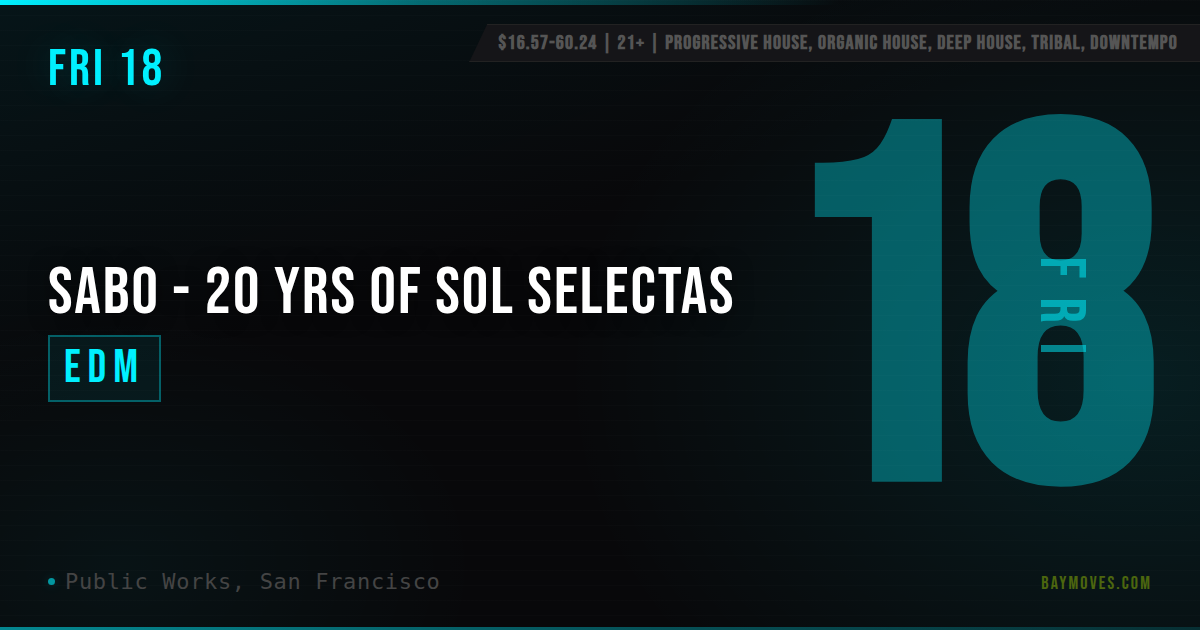 FRI 18
$16.57-60.24 | 21+ | PROGRESSIVE HOUSE, ORGANIC HOUSE, DEEP HOUSE, TRIBAL, DOWNTEMPO
18
FRI
SABO - 20 YRS OF SOL SELECTAS
EDM
Public Works, San Francisco
BAYMOVES.COM